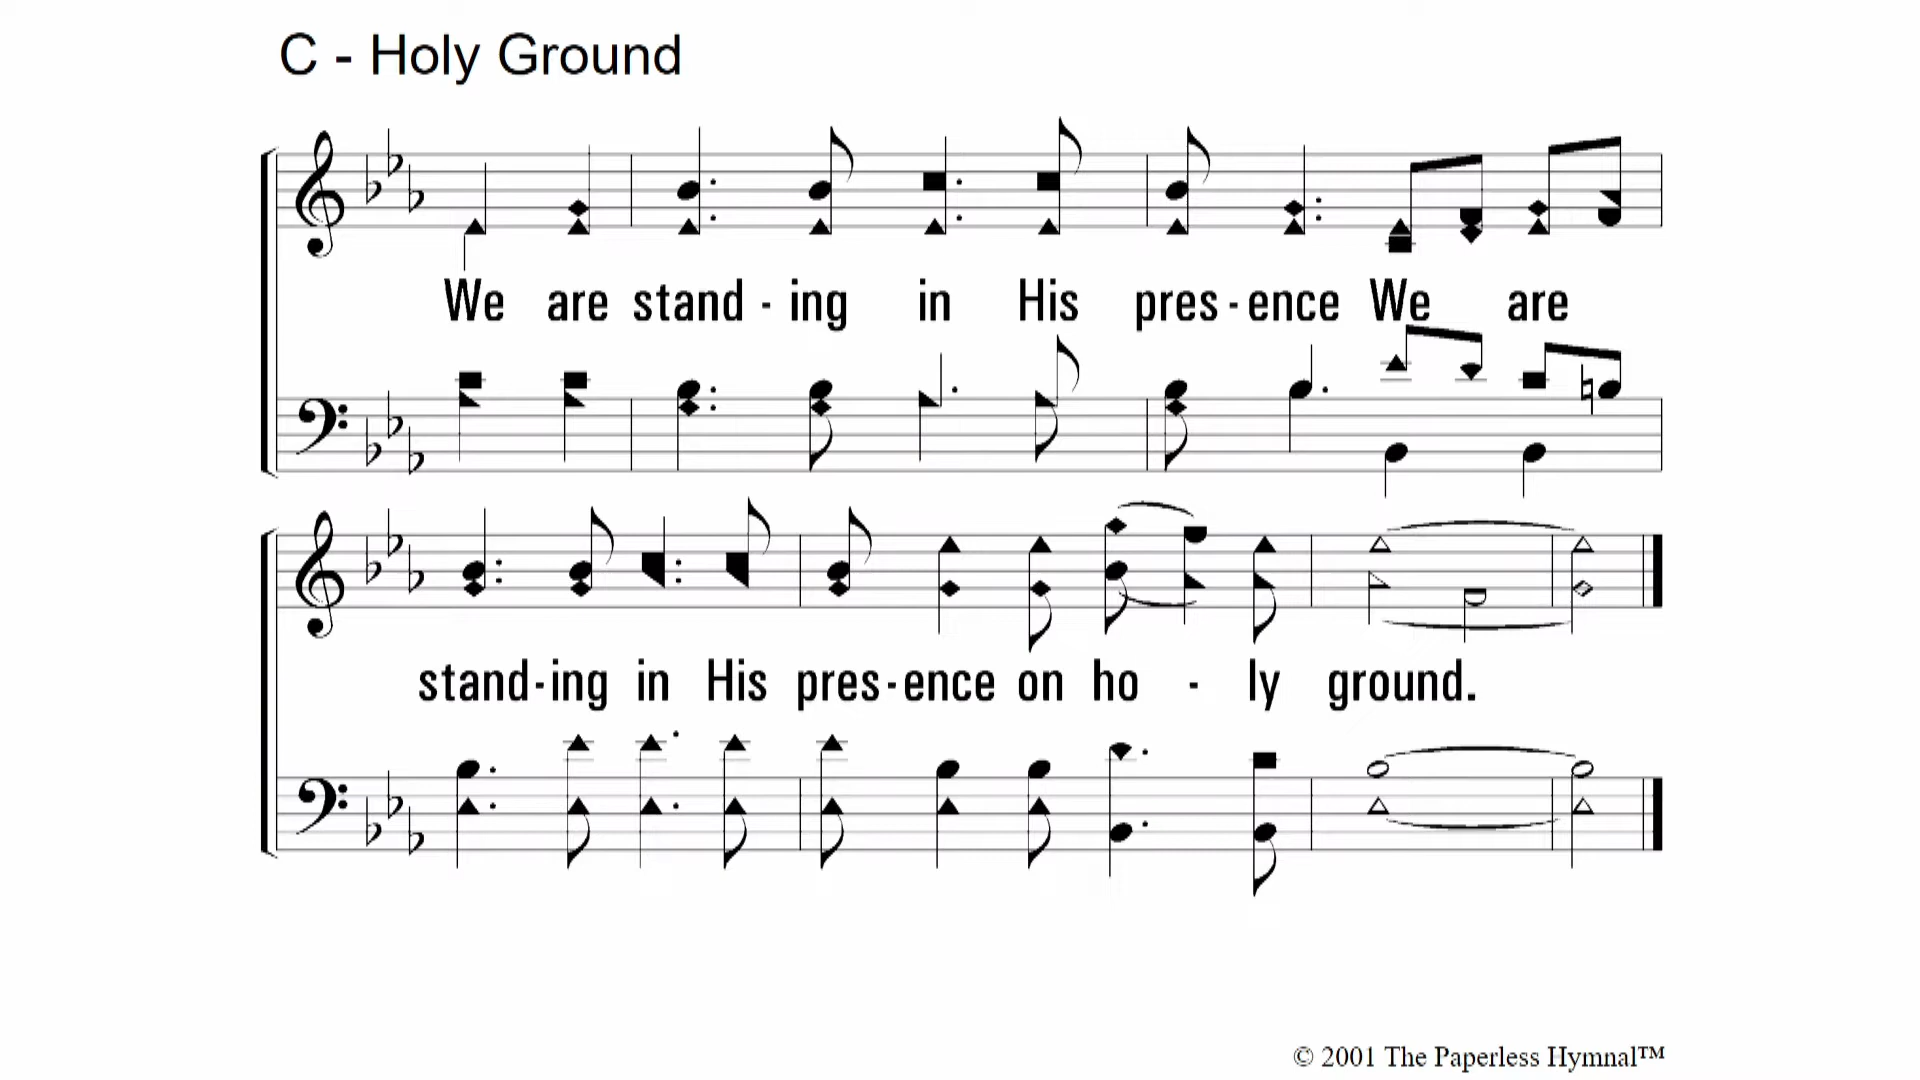 C - Holy Ground
We are stand - ing in His pres - ence We are
stand - ing in His pres - ence on ho - ly ground.
© 2001 The Paperless Hymnal™